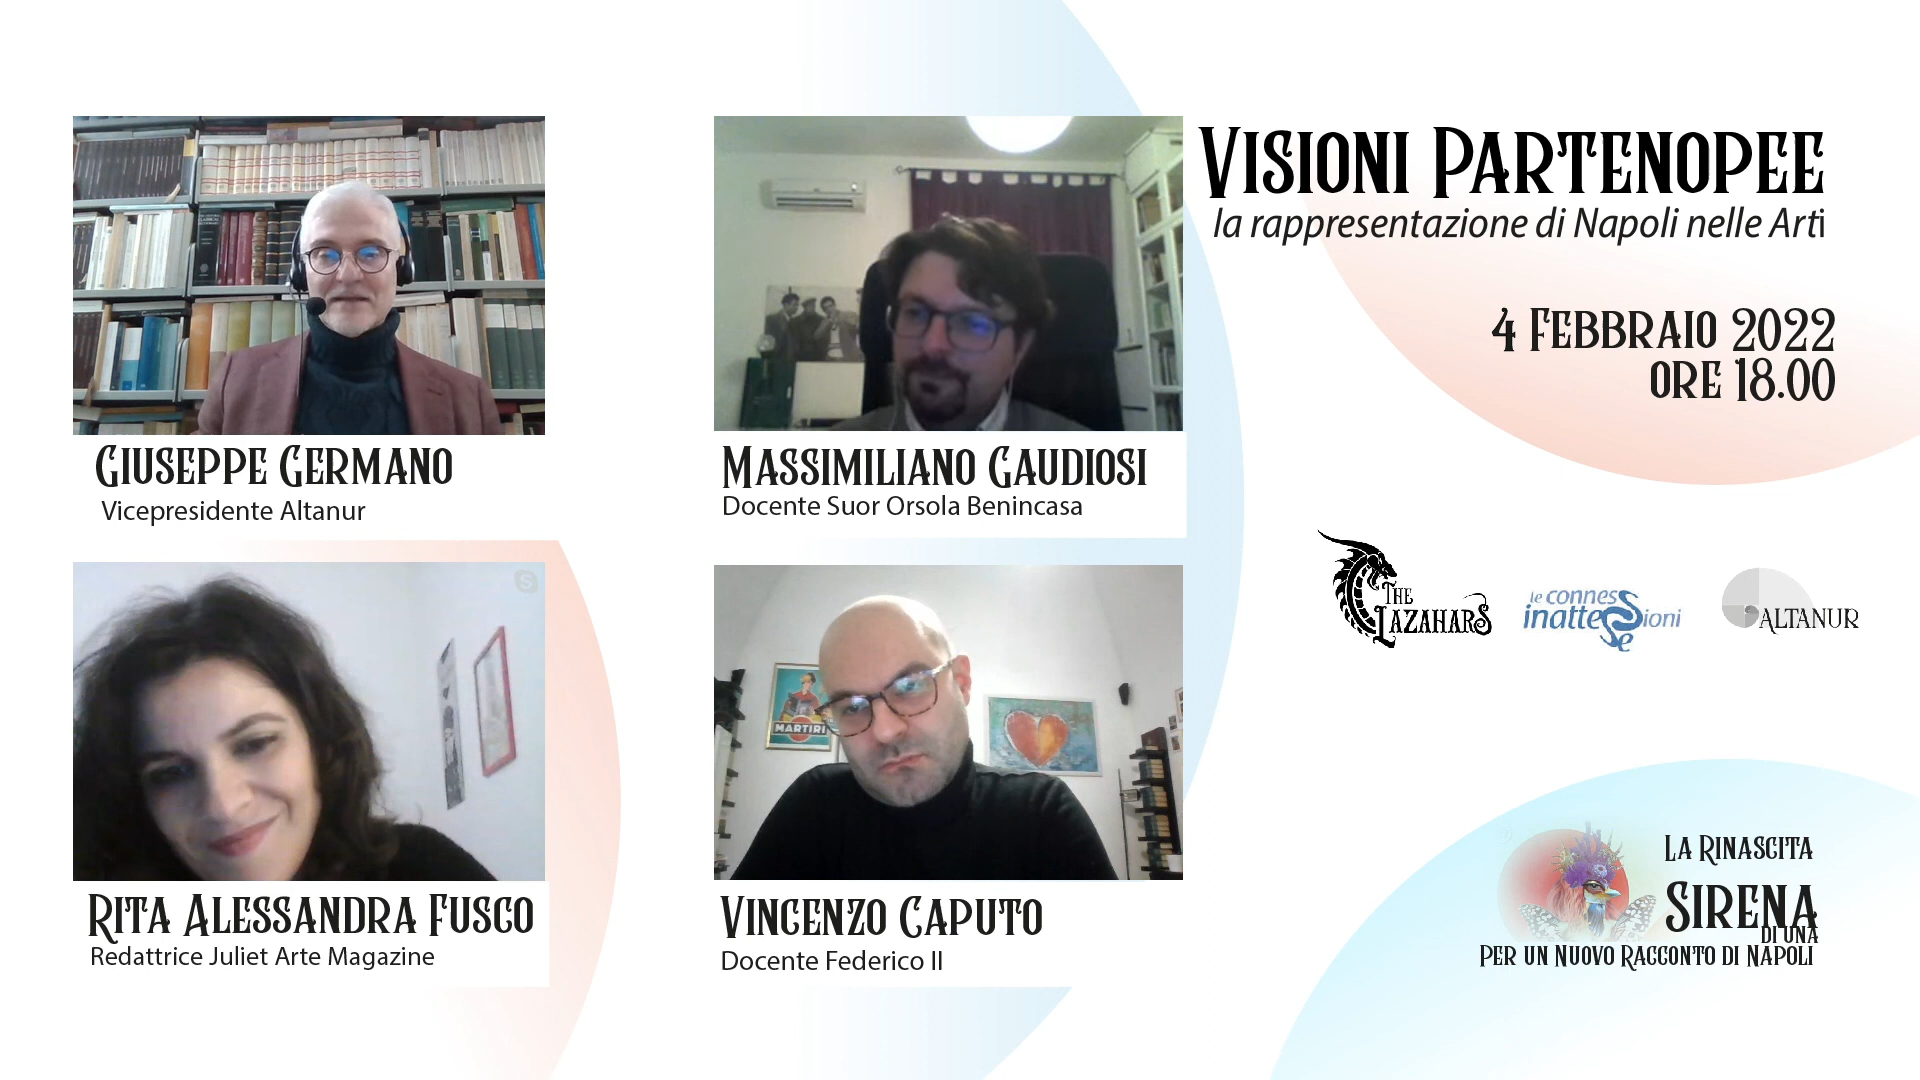 VISIONI PARTENOPEE
la rappresentazione di Napoli nelle Arti
4 FEBBRAIO 2022
ORE 18.00
GIUSEPPE GERMANO
Vicepresidente Altanur
MASSIMILIANO GAUDIOSI
Docente Suor Orsola Benincasa
MARTIRI
RITA ALESSANDRA FUSCO
Redattrice Juliet Arte Magazine
VINCENZO CAPUTO
Docente Federico II
THE
LAZAHARS
le connessioni
inattese
ALTANUR
LA RINASCITA
DI UNA
SIRENA
PER UN NUOVO RACCONTO DI NAPOLI